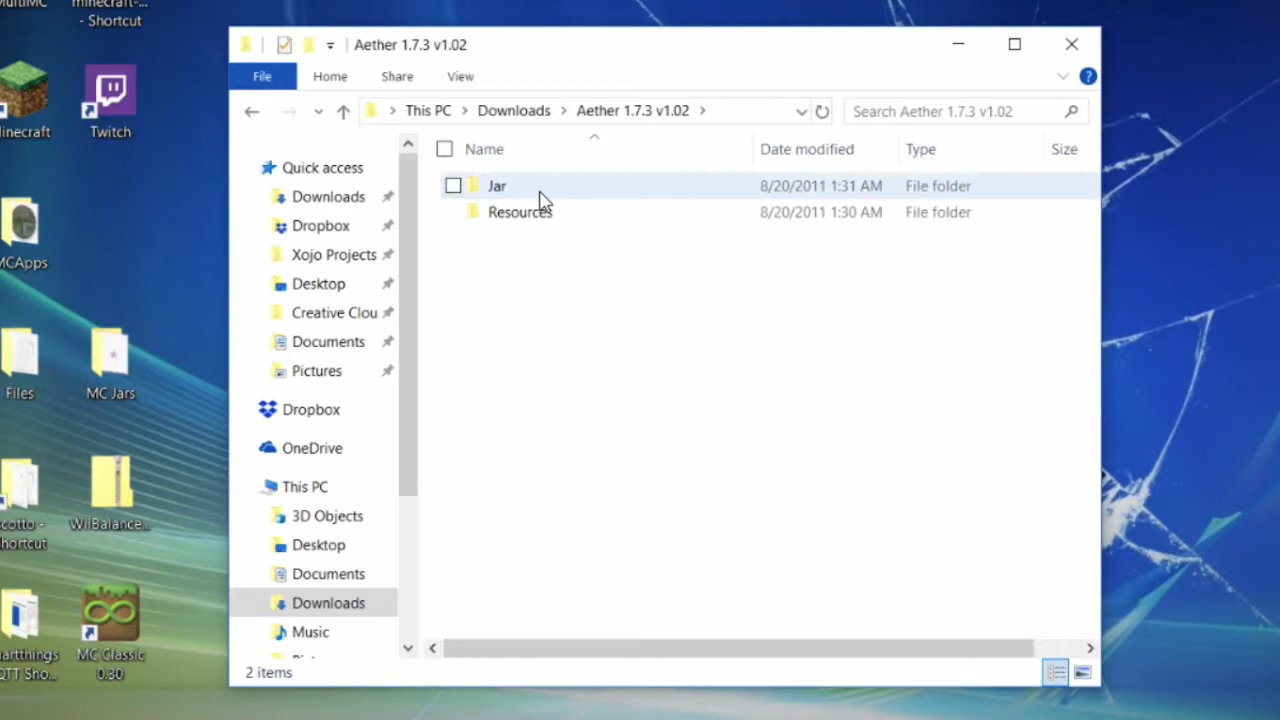 minecraft-...
- Shortcut
Twitch
MC Jars
WilBalance...
MC Classic
0.30
Files
Aether 1.7.3 v1.02
File
Home
Share
View
This PC
Downloads
Aether 1.7.3 v1.02
Search Aether 1.7.3 v1.02
Name
Date modified
Type
Size
Jar
8/20/2011 1:31 AM
File folder
Resources
8/20/2011 1:30 AM
File folder
Quick access
Downloads
Dropbox
Xojo Projects
Desktop
Creative Clou
Documents
Pictures
Dropbox
OneDrive
This PC
3D Objects
Desktop
Documents
Downloads
Music
2 items